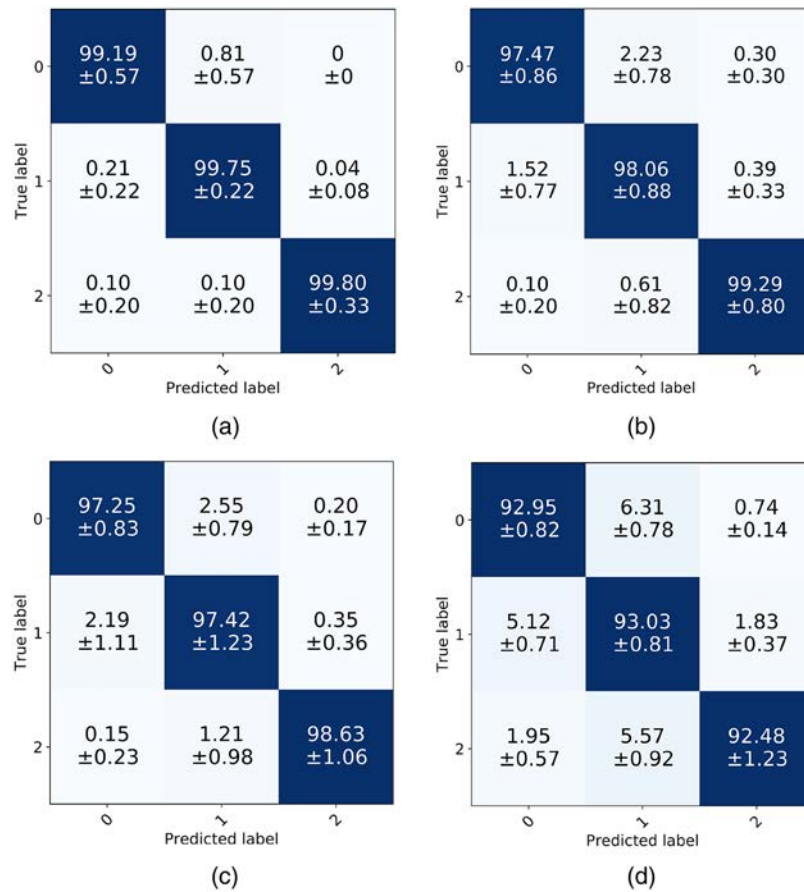 99.19 0.81 0
0 ±0.57 ±0.57 ±0
0.21 99.75 0.04
1 ±0.22 ±0.22 ±0.08
0.10 0.10 99.80
2 ±0.20 ±0.20 ±0.33
True label
0 1 2
Predicted label
(a)
97.47 2.23 0.30
0 ±0.86 ±0.78 ±0.30
1.52 98.06 0.39
1 ±0.77 ±0.88 ±0.33
0.10 0.61 99.29
2 ±0.20 ±0.82 ±0.80
True label
0 1 2
Predicted label
(b)
97.25 2.55 0.20
0 ±0.83 ±0.79 ±0.17
2.19 97.42 0.35
1 ±1.11 ±1.23 ±0.36
0.15 1.21 98.63
2 ±0.23 ±0.98 ±1.06
True label
0 1 2
Predicted label
(c)
92.95 6.31 0.74
0 ±0.82 ±0.78 ±0.14
5.12 93.03 1.83
1 ±0.71 ±0.81 ±0.37
1.95 5.57 92.48
2 ±0.57 ±0.92 ±1.23
True label
0 1 2
Predicted label
(d)